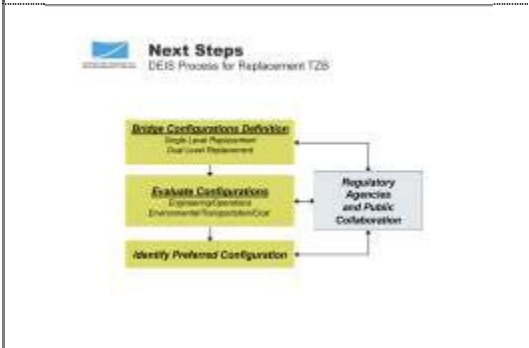 Next Steps
DEIS Process for Replacement TZB
Bridge Configurations Definition
Single Level Replacement
Dual Level Replacement
Evaluate Configurations
Engineering/Operations
Environmental/Transportation/Cost
Regulatory
Agencies
and Public
Collaboration
Identify Preferred Configuration